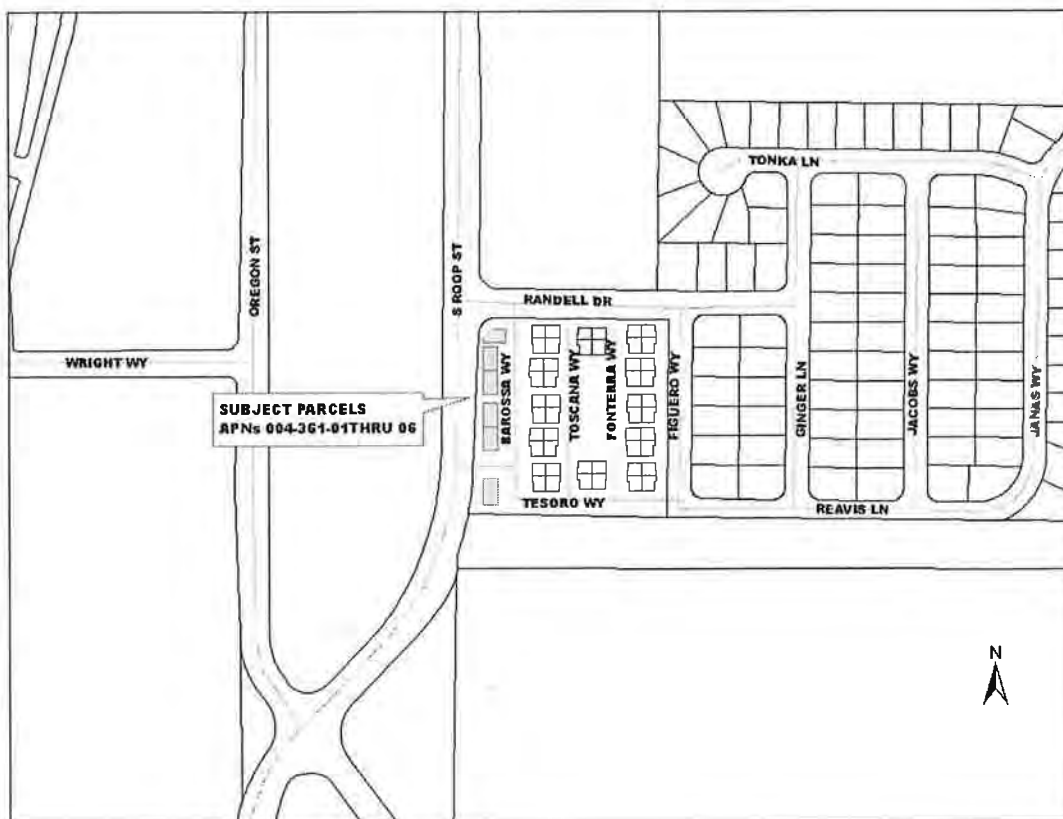 TONKA LN
OREGON ST
S ROOP ST
RANDELL DR
WRIGHT WY
BAROSSA WY
TOSCANA WY
FONTERRA WY
FIGUERO WY
GINGER LN
JACOBS WY
JANAS WY
SUBJECT PARCELS
APNs 004-361-01THRU 06
TESORO WY
REAVIS LN
N